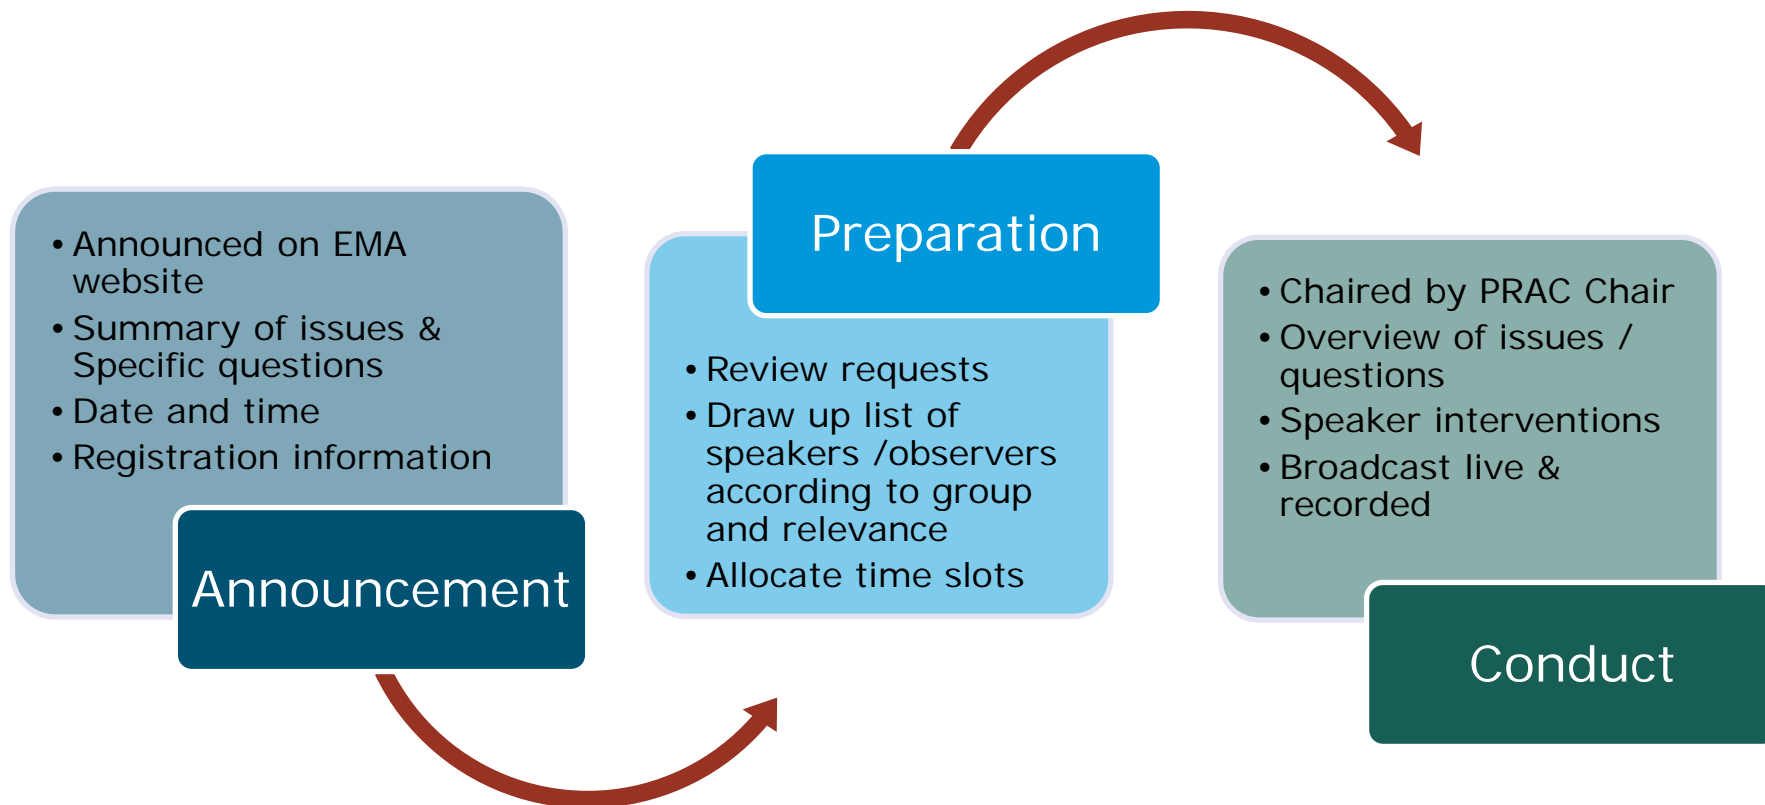 • Announced on EMA
website
• Summary of issues &
Specific questions
• Date and time
• Registration information
Announcement
Preparation
• Review requests
• Draw up list of
speakers /observers
according to group
and relevance
• Allocate time slots
• Chaired by PRAC Chair
• Overview of issues /
questions
• Speaker interventions
• Broadcast live &
recorded
Conduct